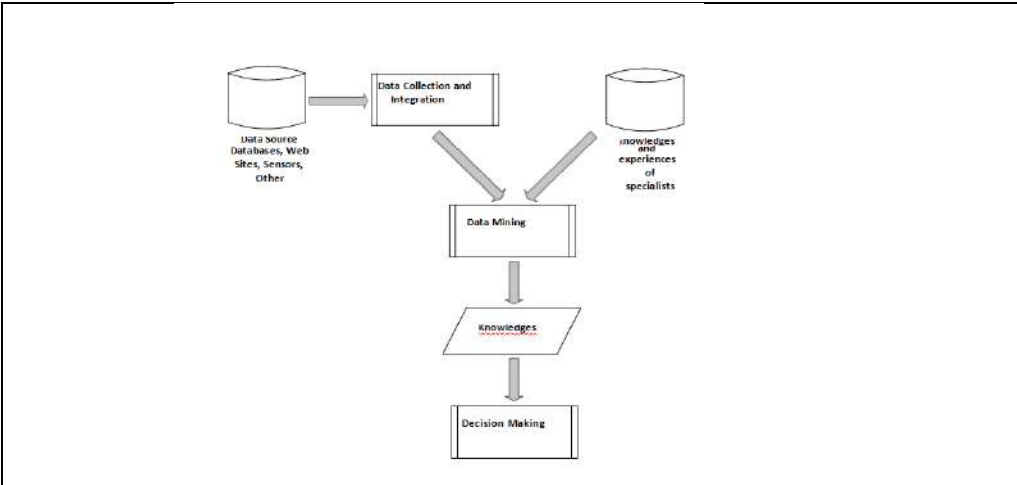 Data Collection and
Integration
Data Source
Databases, Web
Sites, Sensors,
Other
Knowledges
and
experiences
of
specialists
Data Mining
Knowledges
Decision Making